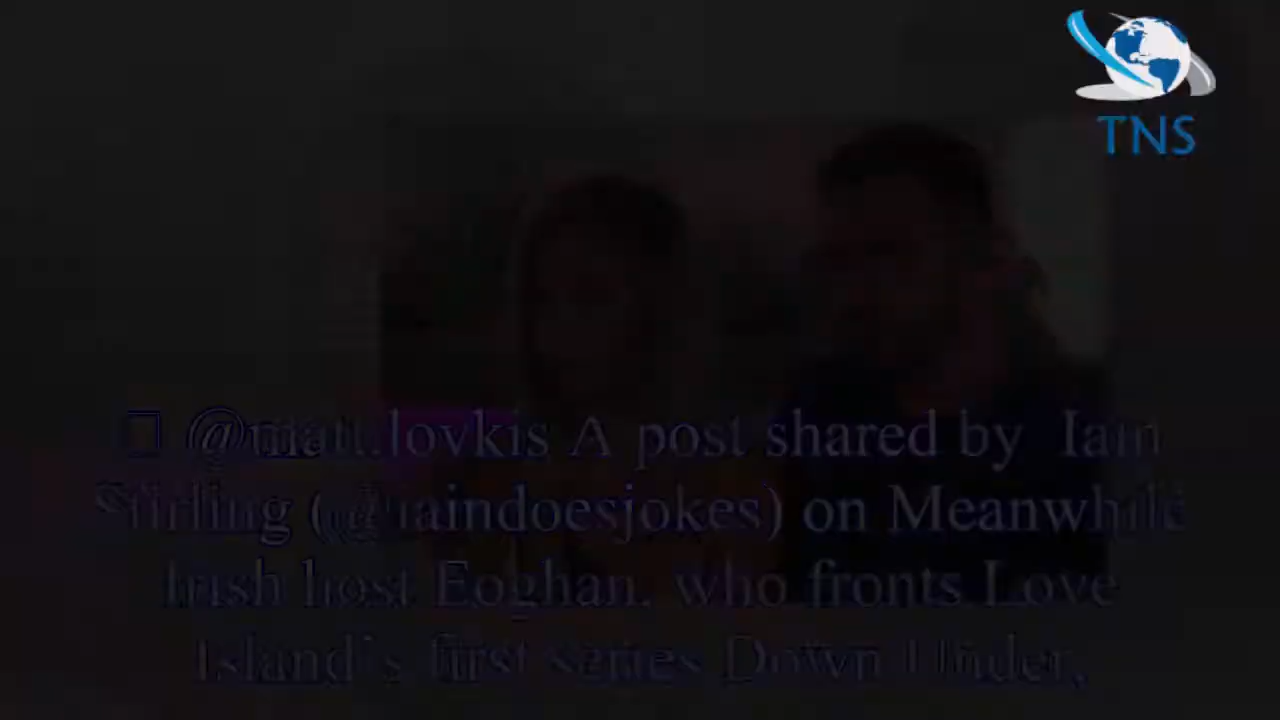 TNS
@matt.lovkis A post shared by Iain
Stirling (@iaindoesjokes) on Meanwhile
Irish host Eoghan, who fronts Love
Island's first series Down Under,